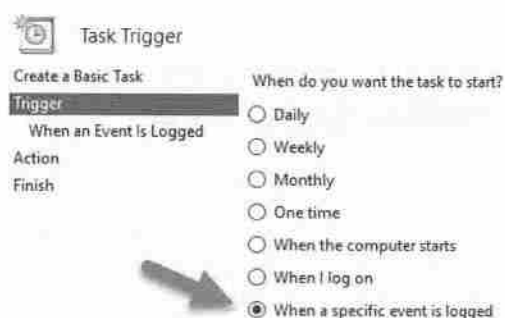 Task Trigger
Create a Basic Task
Trigger
When an Event Is Logged
Action
Finish
When do you want the task to start?
Daily
Weekly
Monthly
One time
When the computer starts
When I log on
When a specific event is logged